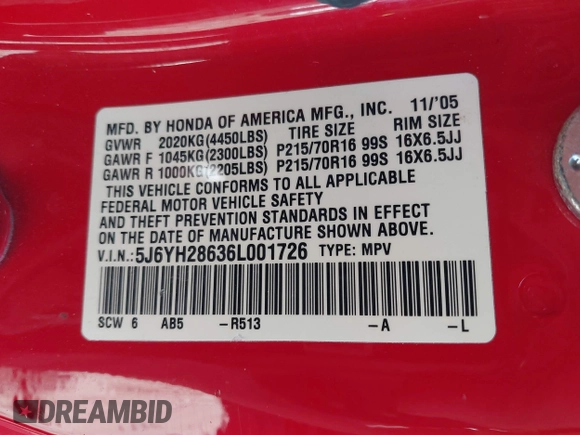 MFD. BY HONDA OF AMERICA MFG., INC. 11/'05
GVWR 2020KG(4450LBS) TIRE SIZE RIM SIZE
GAWR F 1045KG(2300LBS) P215/70R16 99S 16X6.5JJ
GAWR R 1000KG(2205LBS) P215/70R16 99S 16X6.5JJ
THIS VEHICLE CONFORMS TO ALL APPLICABLE
FEDERAL MOTOR VEHICLE SAFETY
AND THEFT PREVENTION STANDARDS IN EFFECT
ON THE DATE OF MANUFACTURE SHOWN ABOVE.
V.I.N.:5J6YH28636L001726 TYPE: MPV
SCW 6 AB5 -R513 -A -L
DREAMBID